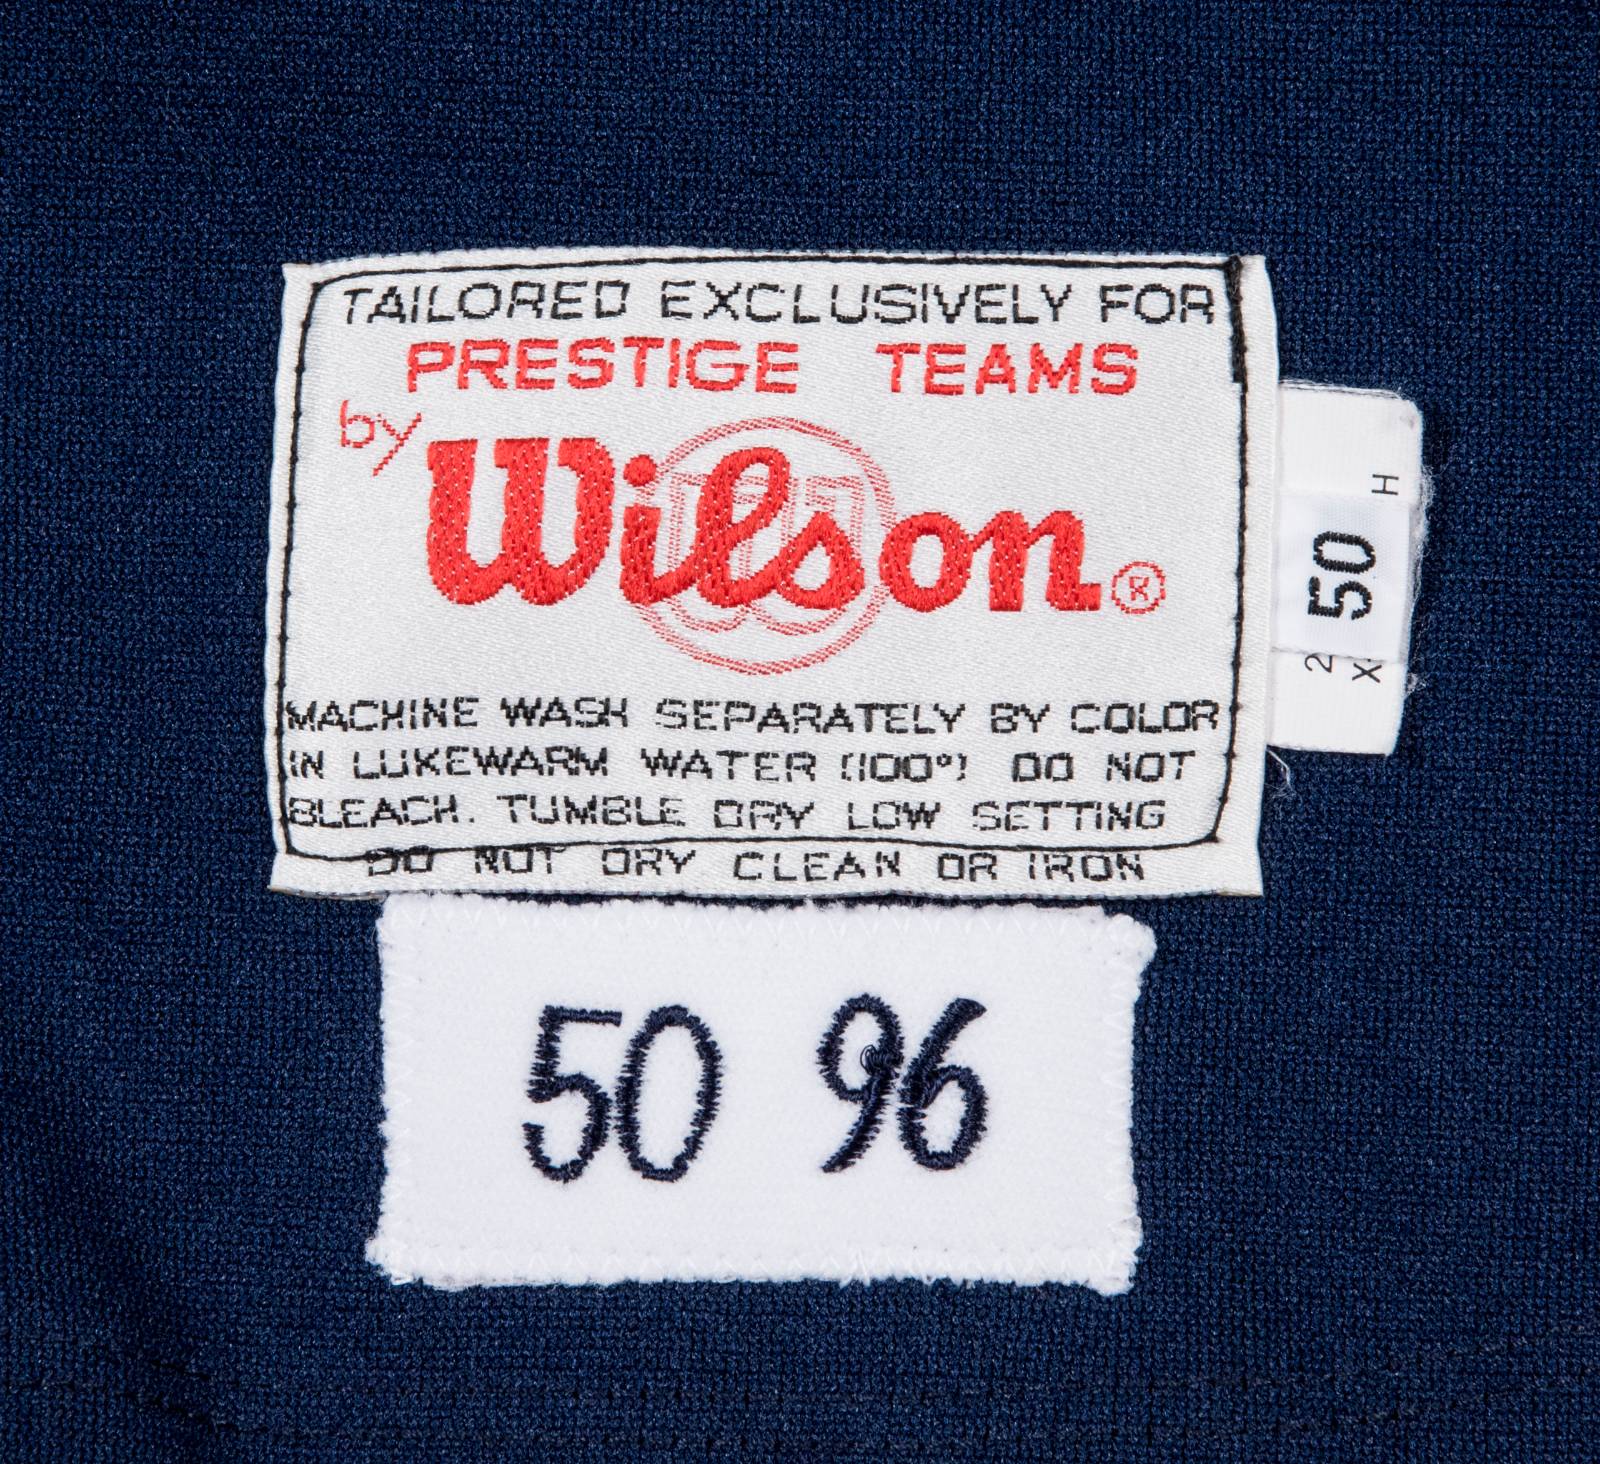 TAILORED EXCLUSIVELY FOR
PRESTIGE TEAMS
by Wilson®
MACHINE WASH SEPARATELY BY COLOR
IN LUKEWARM WATER (100°) DO NOT
BLEACH. TUMBLE DRY LOW SETTING
DO NOT DRY CLEAN OR IRON
H
50
2
X
50 96